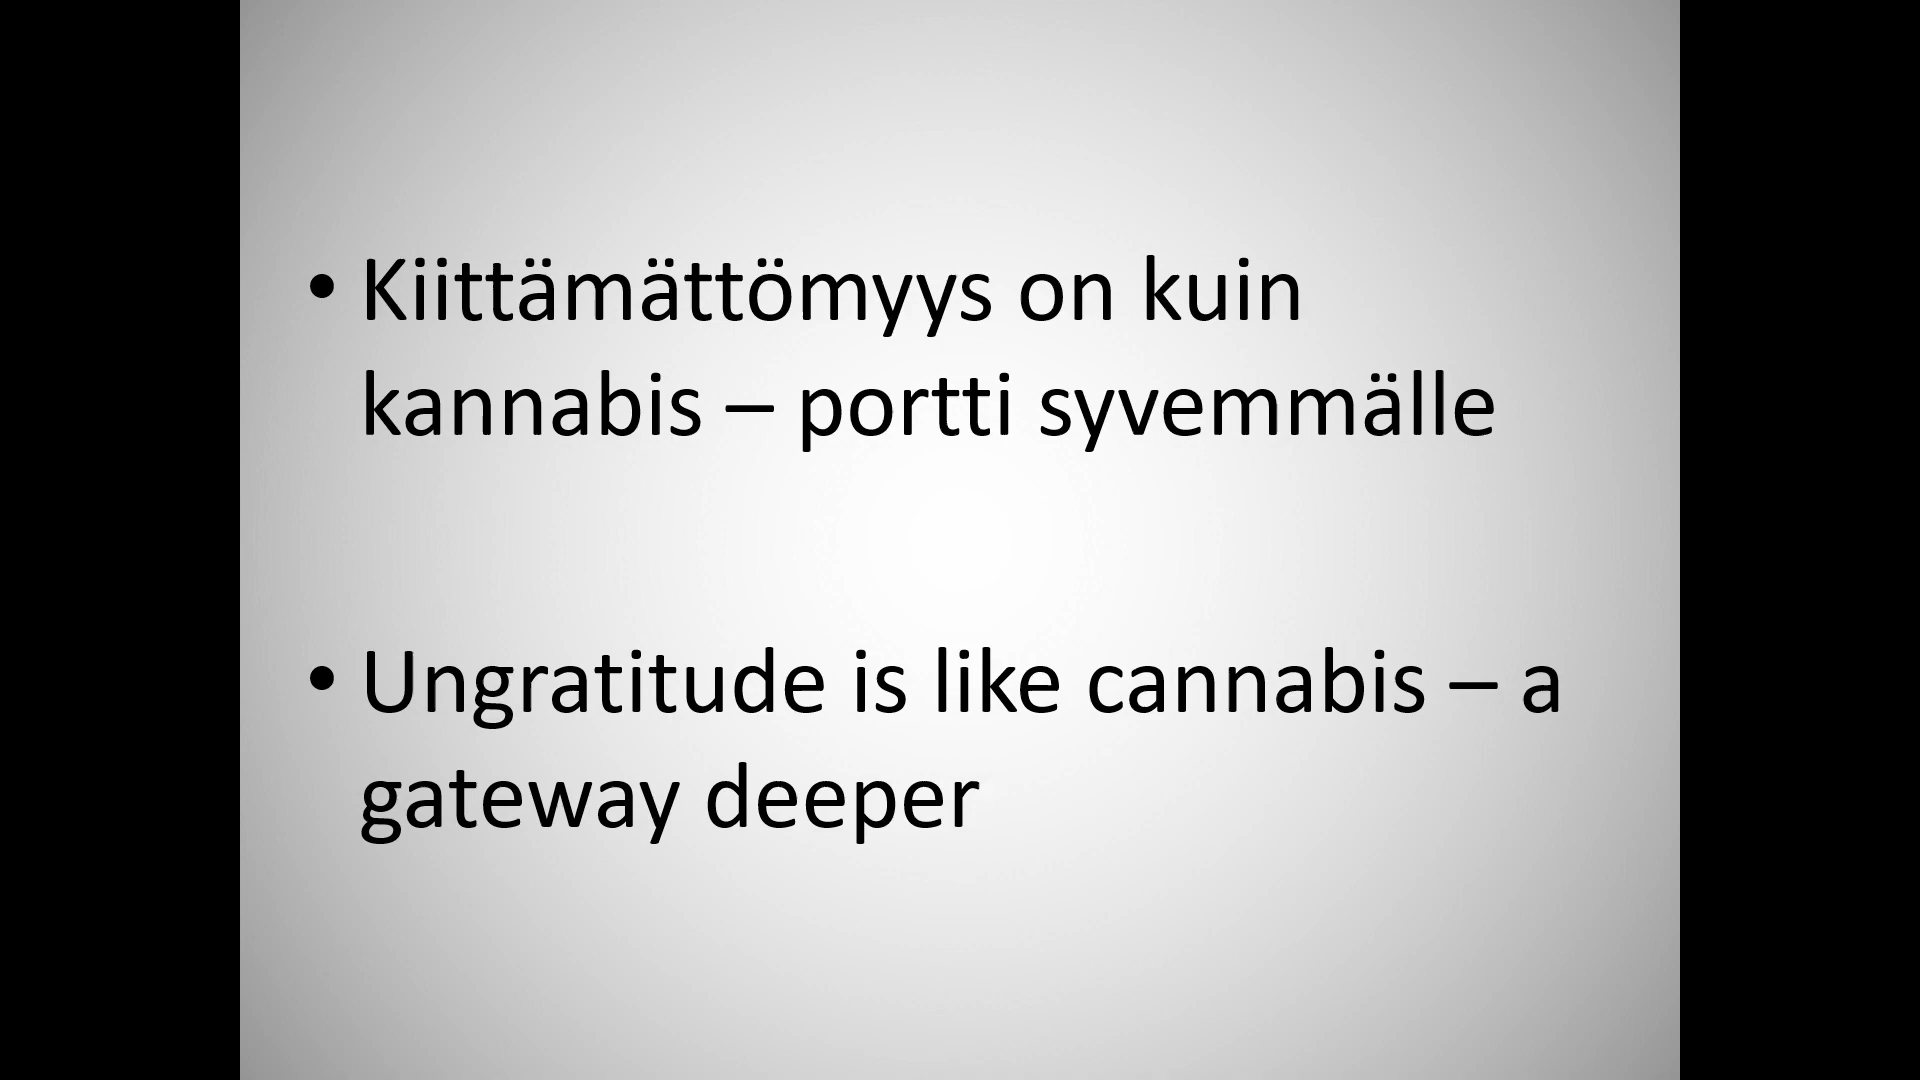 • Kiittämättömyys on kuin
kannabis – portti syvemmälle
• Ungratitude is like cannabis – a
gateway deeper